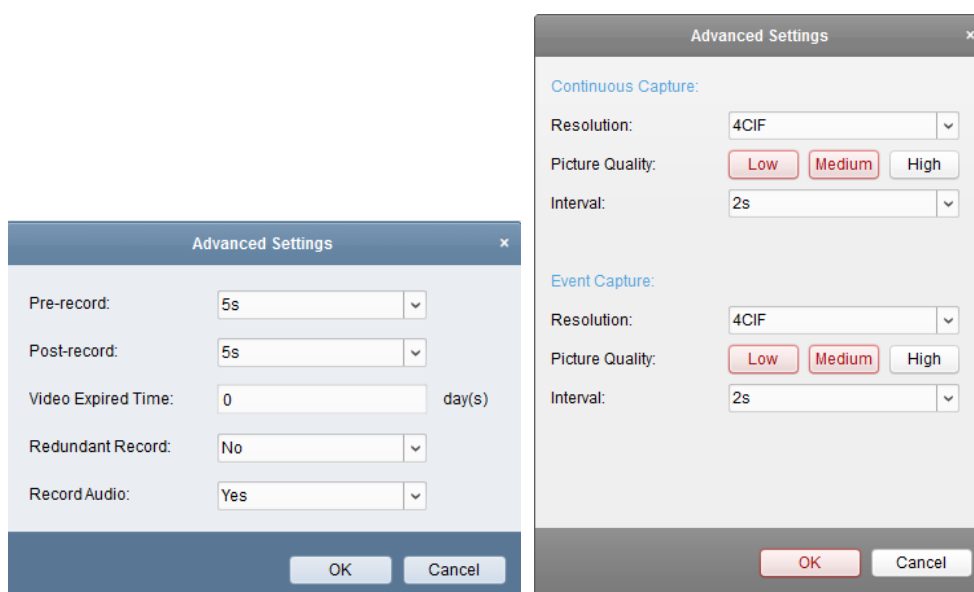 Advanced Settings ×
Pre-record: 5s
Post-record: 5s
Video Expired Time: 0 day(s)
Redundant Record: No
Record Audio: Yes
OK Cancel
Advanced Settings ×
Continuous Capture:
Resolution: 4CIF
Picture Quality: Low Medium High
Interval: 2s
Event Capture:
Resolution: 4CIF
Picture Quality: Low Medium High
Interval: 2s
OK Cancel